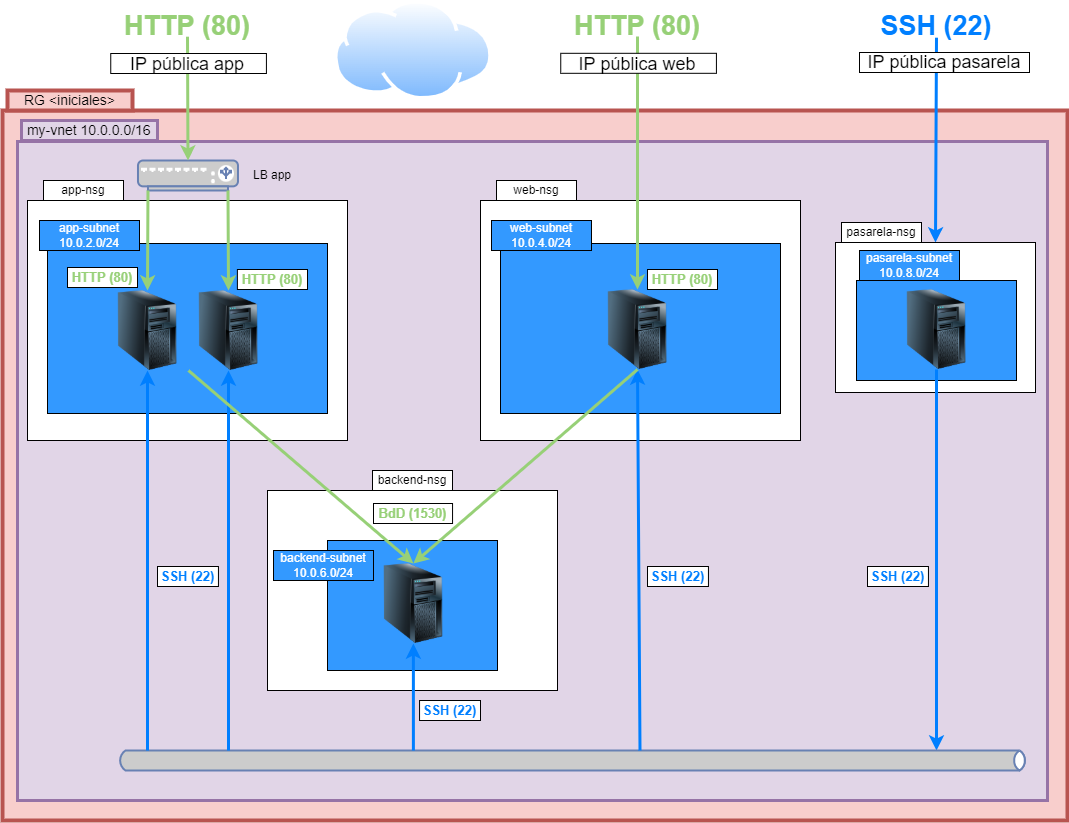 HTTP (80)
HTTP (80)
SSH (22)
IP pública app
IP pública web
IP pública pasarela
RG <iniciales>
my-vnet 10.0.0.0/16
LB app
app-nsg
web-nsg
pasarela-nsg
app-subnet
10.0.2.0/24
web-subnet
10.0.4.0/24
pasarela-subnet
10.0.8.0/24
HTTP (80)
HTTP (80)
HTTP (80)
backend-nsg
BdD (1530)
backend-subnet
10.0.6.0/24
SSH (22)
SSH (22)
SSH (22)
SSH (22)